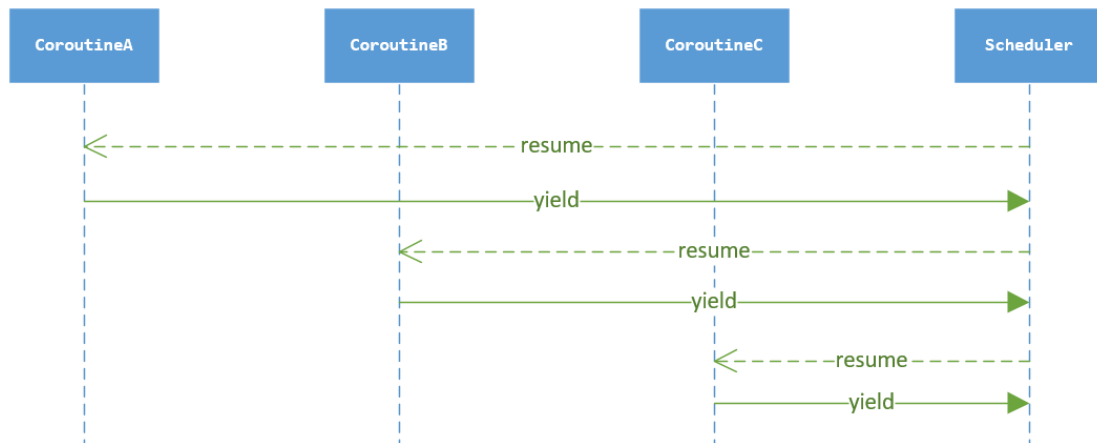 CoroutineA
CoroutineB
CoroutineC
Scheduler
resume
yield
resume
yield
resume
yield